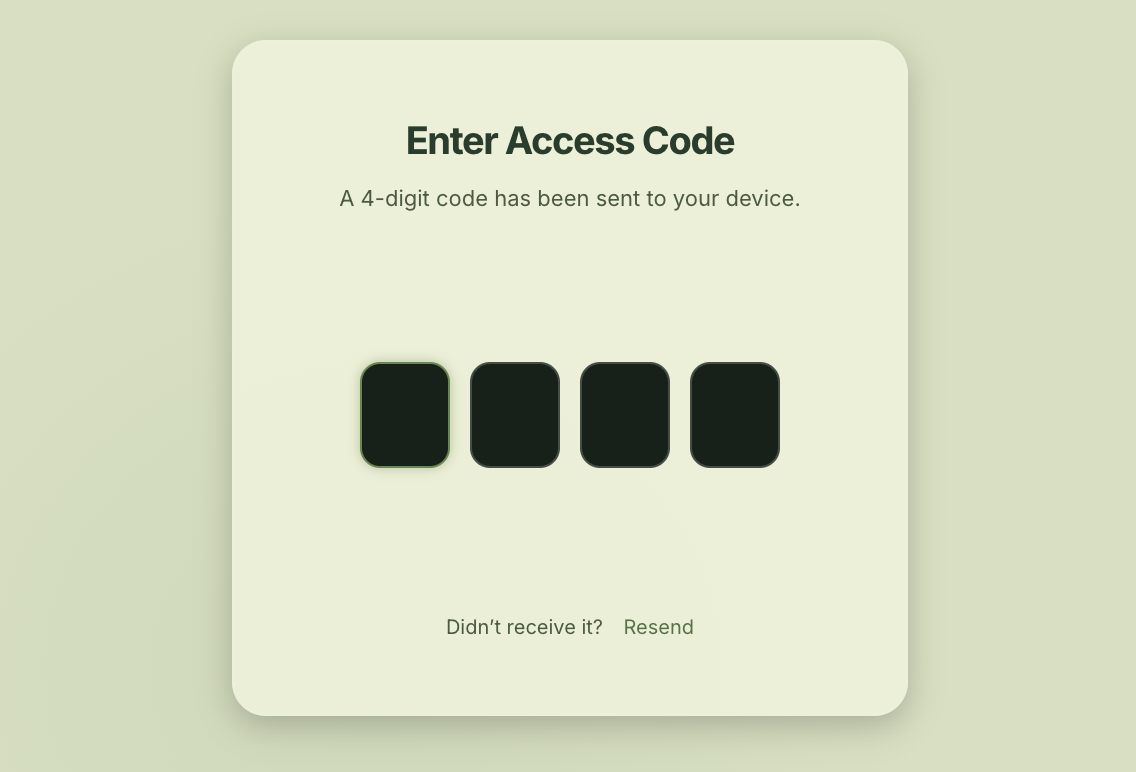 Enter Access Code
A 4-digit code has been sent to your device.
Didn’t receive it? Resend